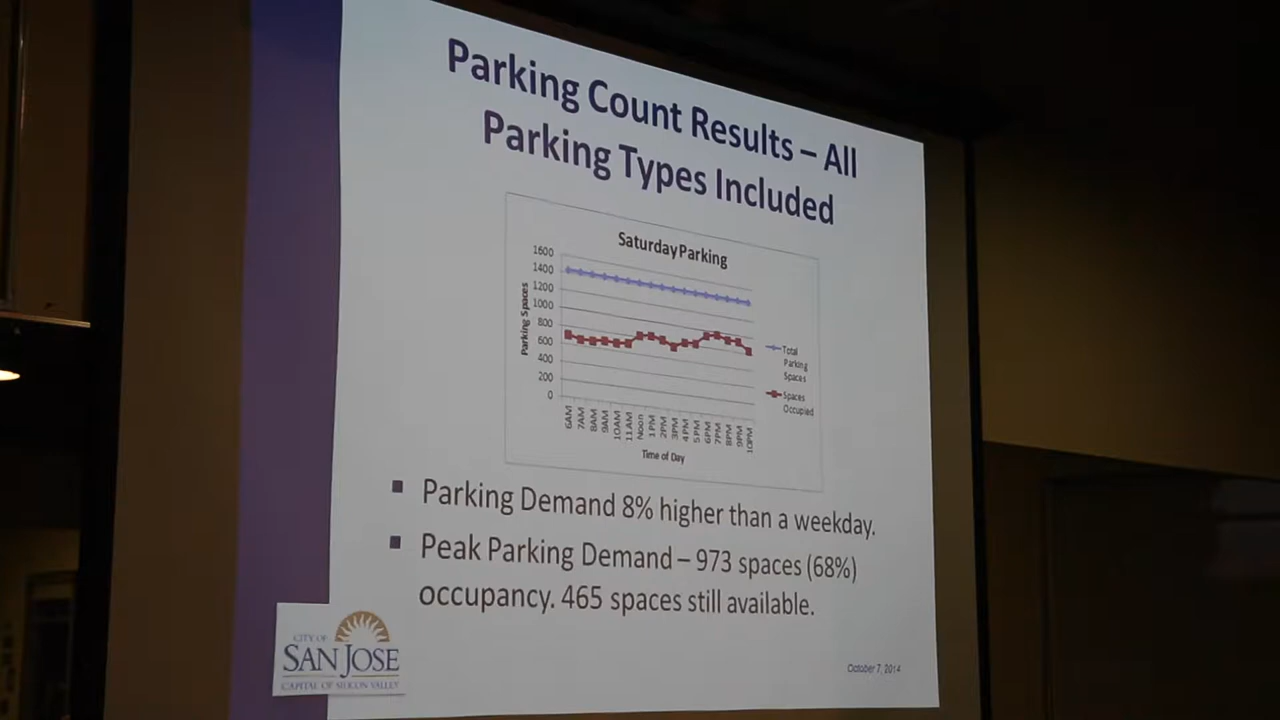 Parking Count Results – All
Parking Types Included
Saturday Parking
1600
1400
1200
1000
800
600
400
200
0
Parking Spaces
6AM
7AM
8AM
9AM
10AM
11AM
Noon
1PM
2PM
3PM
4PM
5PM
6PM
7PM
8PM
9PM
10PM
Time of Day
Total
Parking
Spaces
Spaces
Occupied
▪ Parking Demand 8% higher than a weekday.
▪ Peak Parking Demand – 973 spaces (68%)
occupancy. 465 spaces still available.
CITY OF
SAN JOSE
CAPITAL OF SILICON VALLEY
October 7, 2014